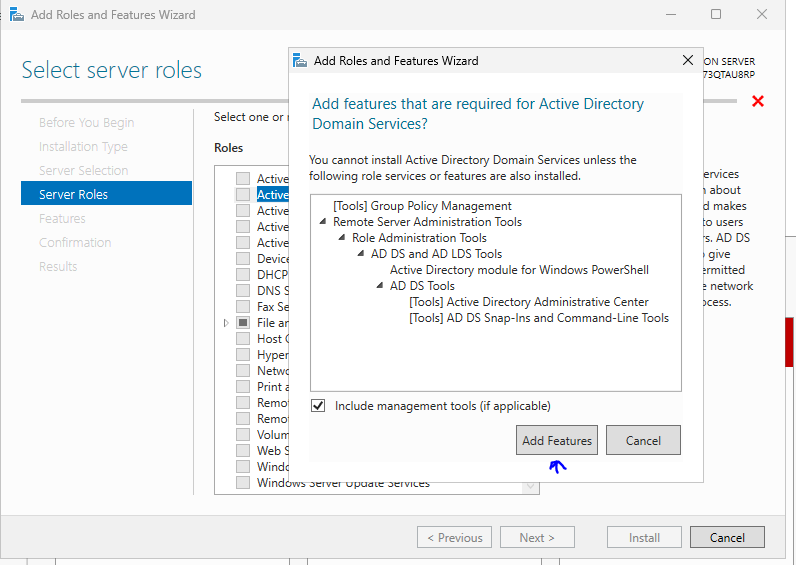 Add Roles and Features Wizard
Select server roles
Before You Begin
Installation Type
Server Selection
Server Roles
Features
Confirmation
Results
Select one or
Roles
Active
Active
Active
Active
Active
Device
DHCP
DNS S
Fax Se
File an
Host G
Hyper
Netwo
Print a
Remo
Remo
Volum
Web S
Windo
Windows Server Update Services
ON SERVER
73QTAU8RP
ervices
about
d makes
to users
rs. AD DS
give
ermitted
e network
ocess.
Add Roles and Features Wizard
Add features that are required for Active Directory
Domain Services?
You cannot install Active Directory Domain Services unless the
following role services or features are also installed.
[Tools] Group Policy Management
Remote Server Administration Tools
Role Administration Tools
AD DS and AD LDS Tools
Active Directory module for Windows PowerShell
AD DS Tools
[Tools] Active Directory Administrative Center
[Tools] AD DS Snap-Ins and Command-Line Tools
Include management tools (if applicable)
Add Features Cancel
< Previous Next > Install Cancel